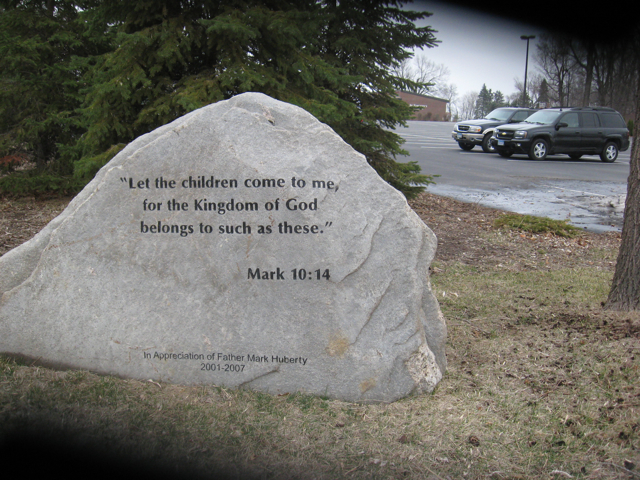 “Let the children come to me,
for the Kingdom of God
belongs to such as these.”
Mark 10:14
In Appreciation of Father Mark Huberty
2001-2007